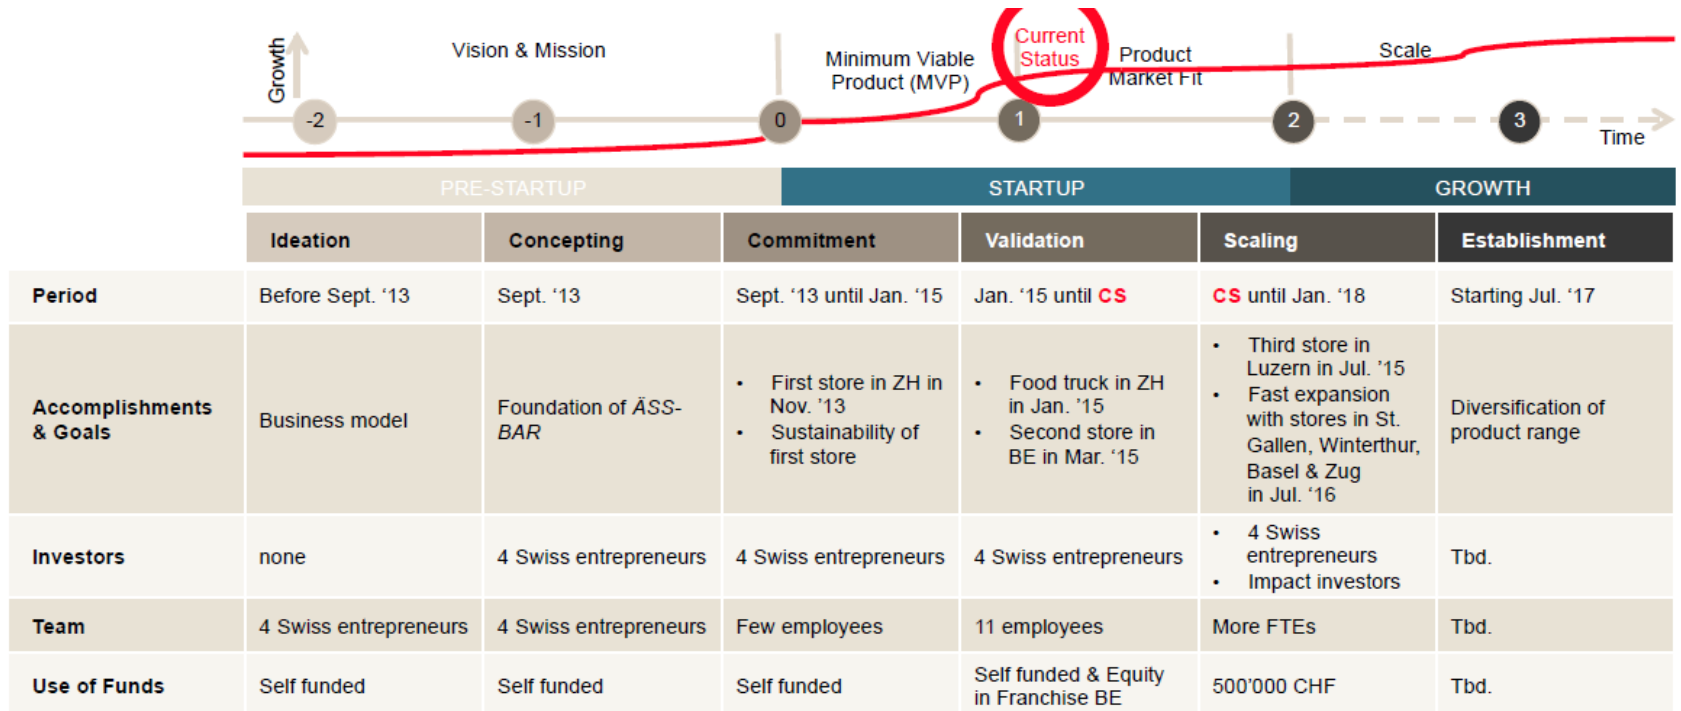 Growth
Vision & Mission
Minimum Viable
Product (MVP)
Current
Status
Product
Market Fit
Scale
-2
-1
0
1
2
3
Time
PRE-STARTUP
STARTUP
GROWTH
Ideation
Concepting
Commitment
Validation
Scaling
Establishment
Period
Before Sept. ‘13
Sept. ‘13
Sept. ‘13 until Jan. ‘15
Jan. ‘15 until CS
CS until Jan. ‘18
Starting Jul. ‘17
Accomplishments
& Goals
Business model
Foundation of ÄSS-
BAR
• First store in ZH in
Nov. ‘13
• Sustainability of
first store
• Food truck in ZH
in Jan. ‘15
• Second store in
BE in Mar. ‘15
• Third store in
Luzern in Jul. ’15
• Fast expansion
with stores in St.
Gallen, Winterthur,
Basel & Zug
in Jul. ‘16
Diversification of
product range
Investors
none
4 Swiss entrepreneurs
4 Swiss entrepreneurs
4 Swiss entrepreneurs
• 4 Swiss
entrepreneurs
• Impact investors
Tbd.
Team
4 Swiss entrepreneurs
4 Swiss entrepreneurs
Few employees
11 employees
More FTEs
Tbd.
Use of Funds
Self funded
Self funded
Self funded
Self funded & Equity
in Franchise BE
500’000 CHF
Tbd.